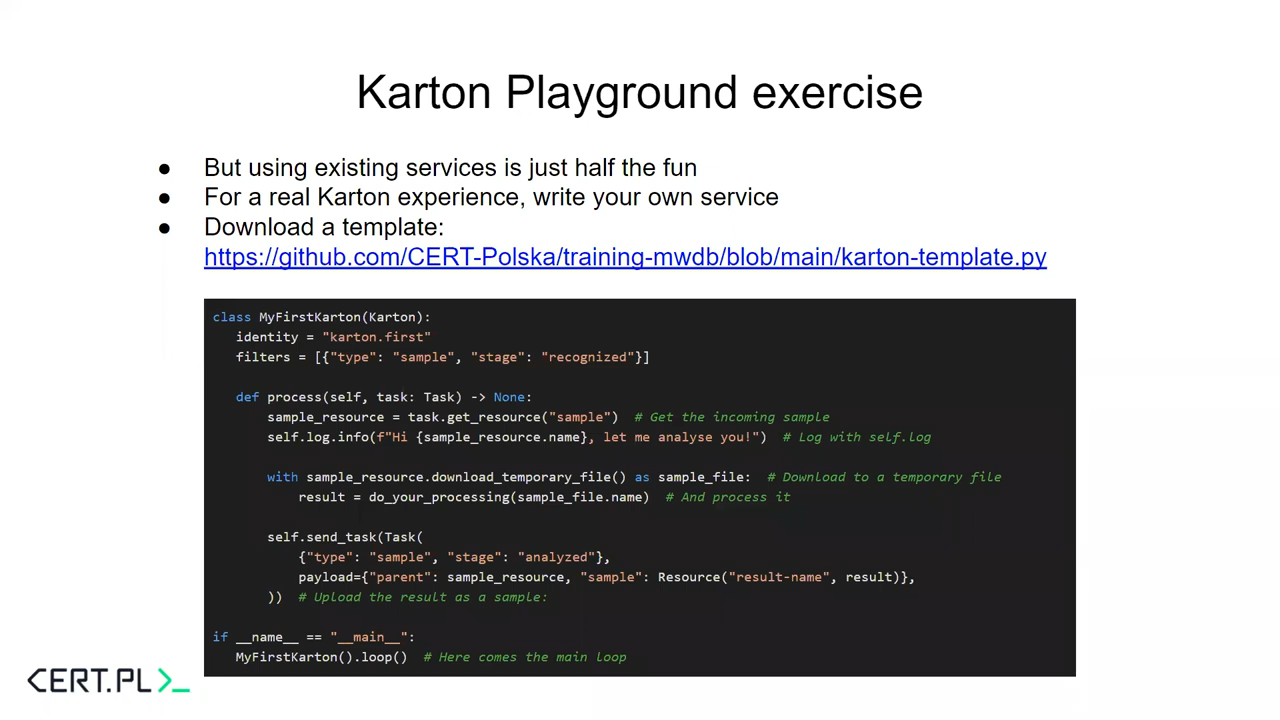 Karton Playground exercise
● But using existing services is just half the fun
● For a real Karton experience, write your own service
● Download a template:
https://github.com/CERT-Polska/training-mwdb/blob/main/karton-template.py
class MyFirstKarton(Karton):
   identity = "karton.first"
   filters = [{"type": "sample", "stage": "recognized"}]
   def process(self, task: Task) -> None:
       sample_resource = task.get_resource("sample")  # Get the incoming sample
       self.log.info(f"Hi {sample_resource.name}, let me analyse you!")  # Log with self.log
       with sample_resource.download_temporary_file() as sample_file:  # Download to a temporary file
           result = do_your_processing(sample_file.name)  # And process it
       self.send_task(Task(
           {"type": "sample", "stage": "analyzed"},
           payload={"parent": sample_resource, "sample": Resource("result-name", result)},
       ))  # Upload the result as a sample:
if __name__ == "__main__":
   MyFirstKarton().loop()  # Here comes the main loop
<CERT.PL>_